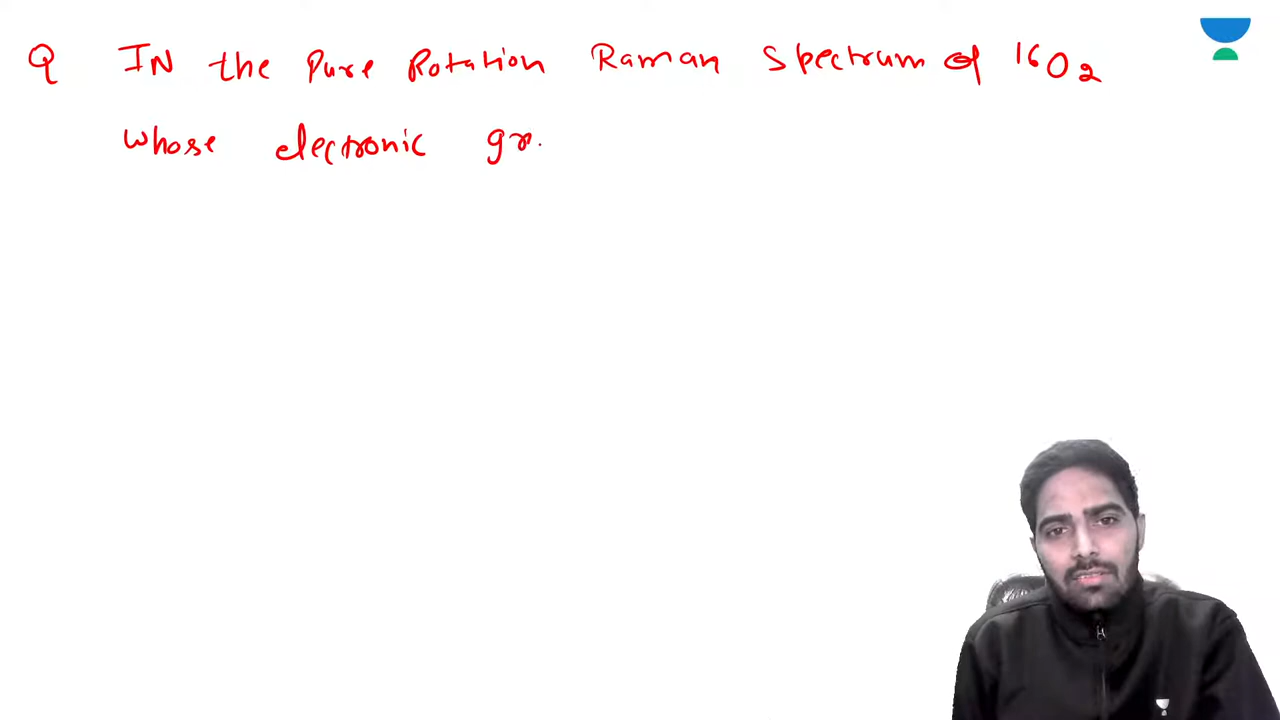 Q IN the Pure Rotation Raman Spectrum of 16O2
whose electronic gr.